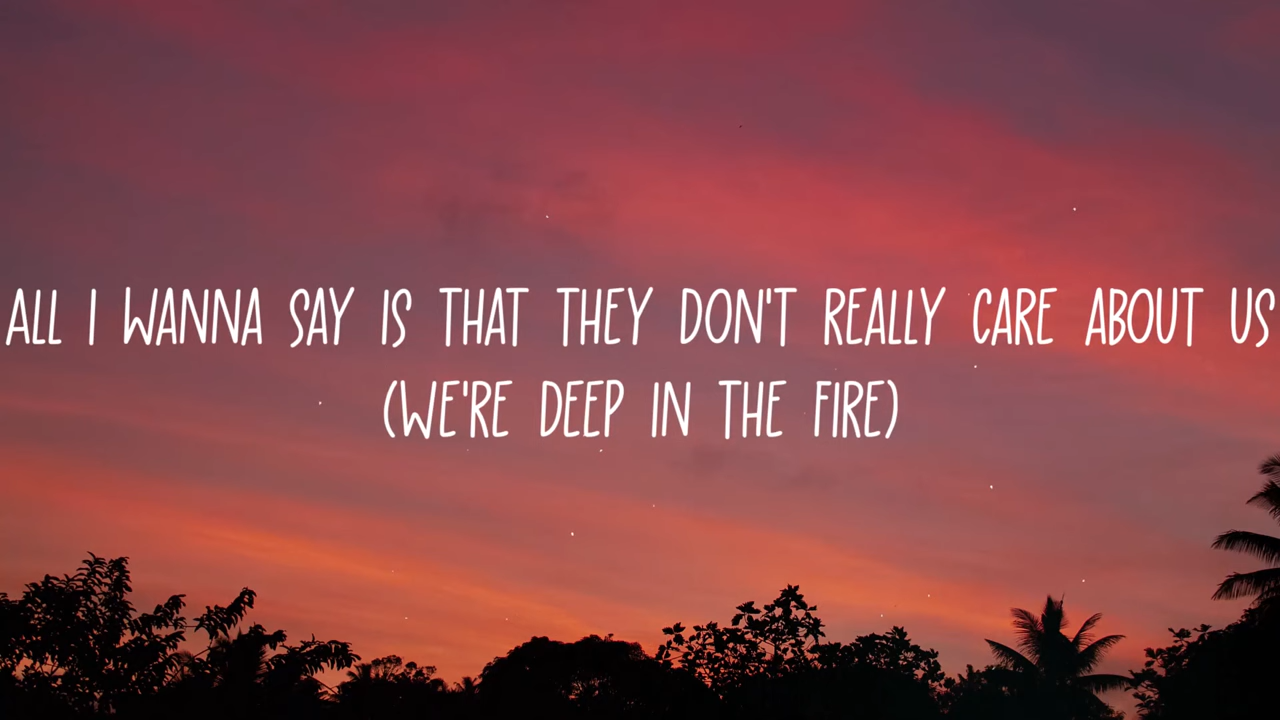 ALL I WANNA SAY IS THAT THEY DON'T REALLY CARE ABOUT US
(WE'RE DEEP IN THE FIRE)